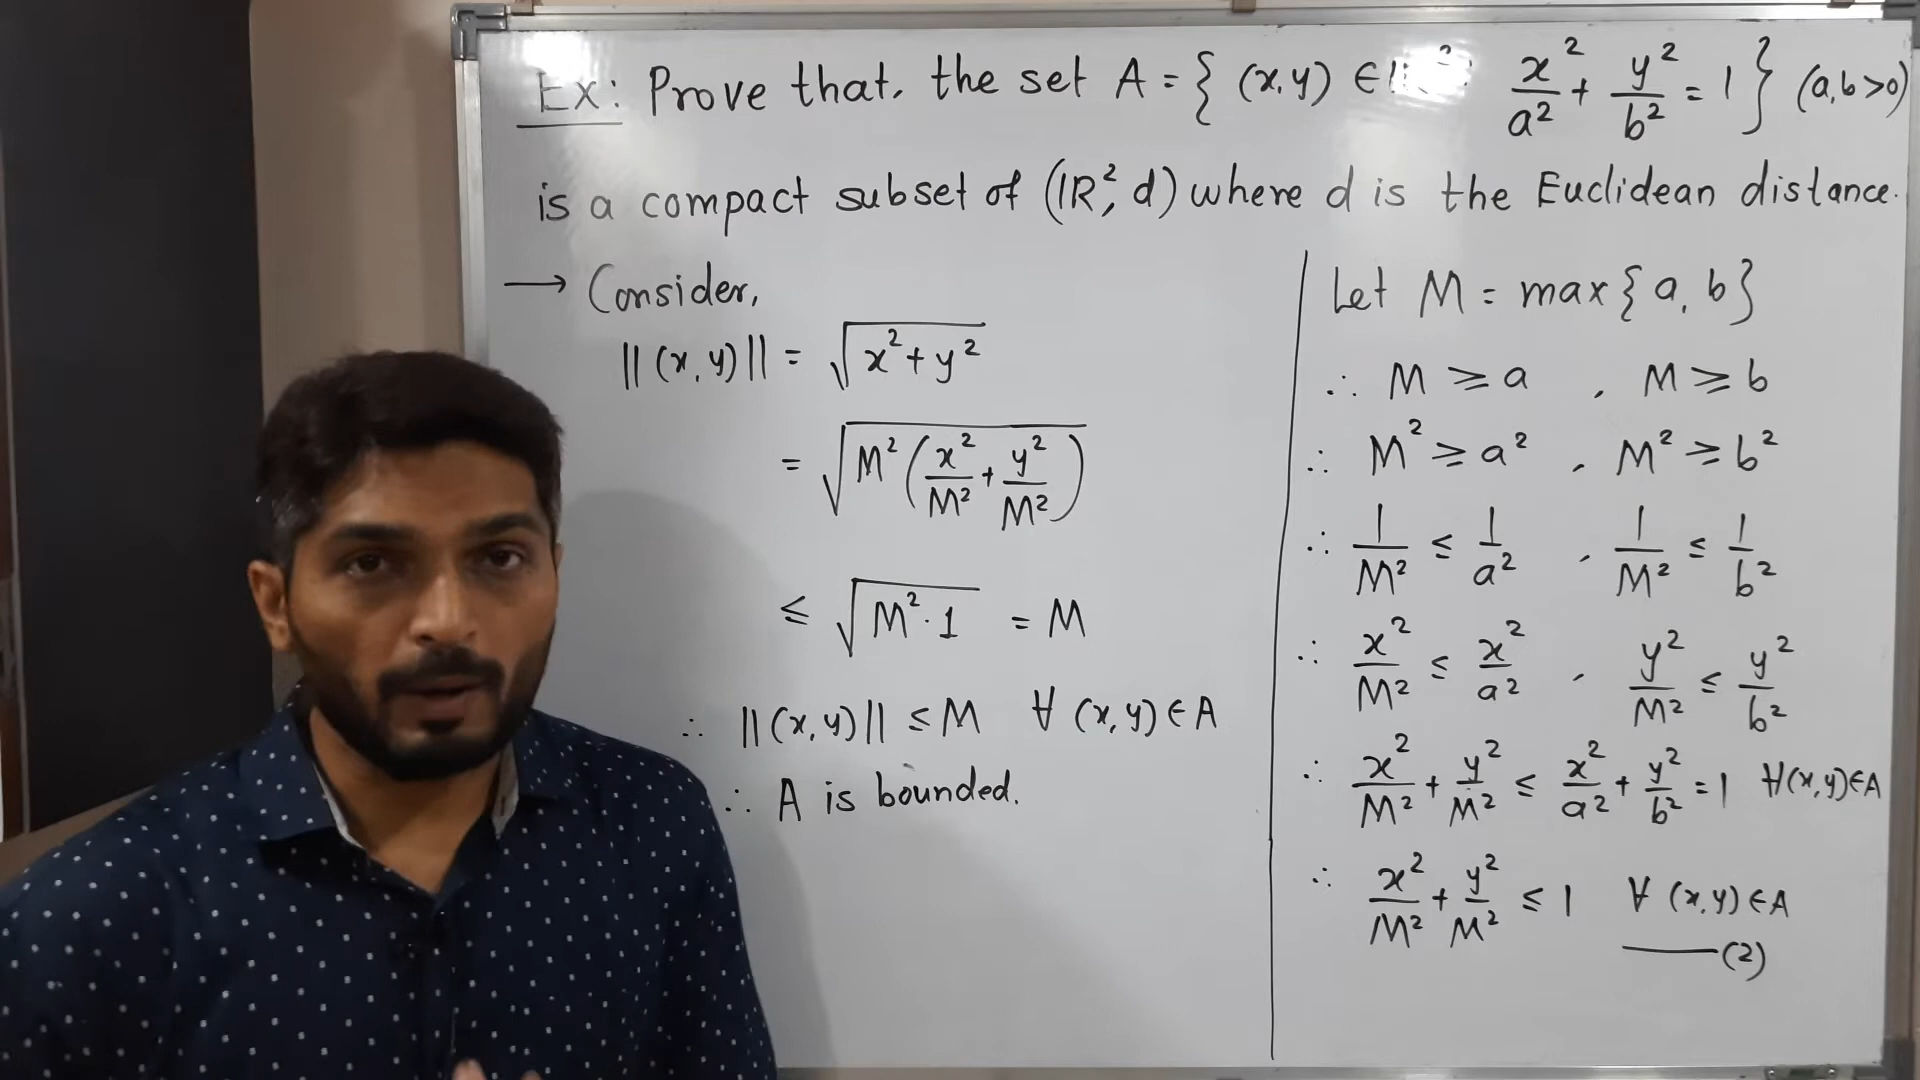 Ex: Prove that, the set A = { (x,y) ∈ x²/a² + y²/b² = 1 } (a,b >0)
is a compact subset of (ℝ², d) where d is the Euclidean distance.
→ Consider,
||(x,y)|| = √(x² + y²)
= √(M² (x²/M² + y²/M²))
≤ √(M² · 1) = M
∴ ||(x,y)|| ≤ M ∀ (x,y) ∈ A
∴ A is bounded.
Let M = max { a, b }
∴ M ≥ a , M ≥ b
∴ M² ≥ a² , M² ≥ b²
∴ 1/M² ≤ 1/a² , 1/M² ≤ 1/b²
∴ x²/M² ≤ x²/a² , y²/M² ≤ y²/b²
∴ x²/M² + y²/M² ≤ x²/a² + y²/b² = 1 ∀(x,y)∈A
∴ x²/M² + y²/M² ≤ 1 ∀ (x,y) ∈ A
——(2)